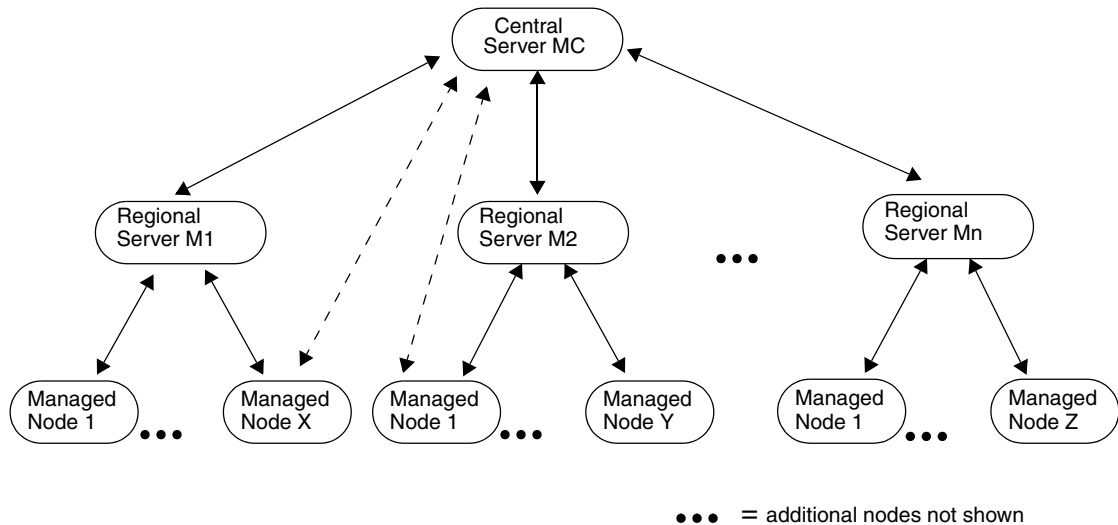 Central
Server MC
Regional
Server M1
Regional
Server M2
Regional
Server Mn
•••
Managed
Node 1
•••
Managed
Node X
Managed
Node 1
•••
Managed
Node Y
Managed
Node 1
•••
Managed
Node Z
••• = additional nodes not shown